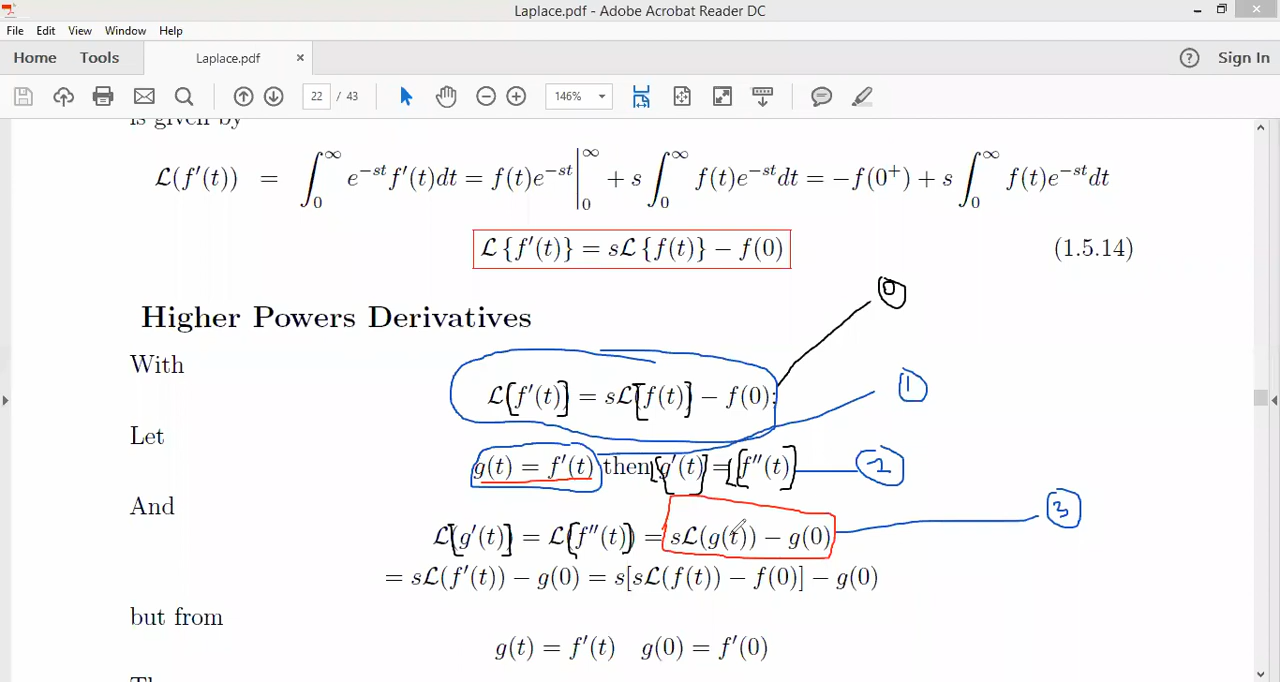 Laplace.pdf - Adobe Acrobat Reader DC
File Edit View Window Help
Home Tools Laplace.pdf × Sign In
22 / 43 146%
is given by
ℒ(f′(t)) = ∫₀^∞ e^{-st} f′(t)dt = f(t)e^{-st} |₀^∞ + s ∫₀^∞ f(t)e^{-st}dt = −f(0⁺) + s ∫₀^∞ f(t)e^{-st}dt
ℒ{f′(t)} = sℒ{f(t)} − f(0) (1.5.14)
0
Higher Powers Derivatives
With
ℒ[f′(t)] = sℒ[f(t)] − f(0);
1
Let
g(t) = f′(t) then [g′(t)] = [f″(t)]
2
And
3
ℒ[g′(t)] = ℒ[f″(t)] = sℒ(g(t)) − g(0)
= sℒ(f′(t)) − g(0) = s[sℒ(f(t)) − f(0)] − g(0)
but from
g(t) = f′(t) g(0) = f′(0)